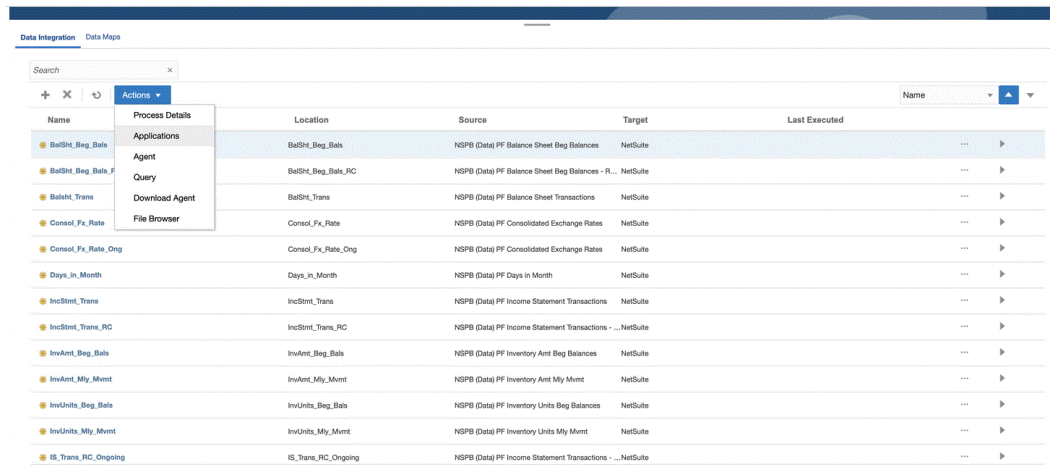 Data Integration Data Maps
Search ×
Actions
Name
Process Details
Applications
Agent
Query
Download Agent
File Browser
Name Location Source Target Last Executed
BalSht_Beg_Bals BalSht_Beg_Bals NSPB (Data) PF Balance Sheet Beg Balances NetSuite
BalSht_Beg_Bals_R BalSht_Beg_Bals_RC NSPB (Data) PF Balance Sheet Beg Balances - R... NetSuite
Balsht_Trans BalSht_Trans NSPB (Data) PF Balance Sheet Transactions NetSuite
Consol_Fx_Rate Consol_Fx_Rate NSPB (Data) PF Consolidated Exchange Rates NetSuite
Consol_Fx_Rate_Ong Consol_Fx_Rate_Ong NSPB (Data) PF Consolidated Exchange Rates NetSuite
Days_in_Month Days_in_Month NSPB (Data) PF Days in Month NetSuite
IncStmt_Trans IncStmt_Trans NSPB (Data) PF Income Statement Transactions NetSuite
IncStmt_Trans_RC IncStmt_Trans_RC NSPB (Data) PF Income Statement Transactions - ... NetSuite
InvAmt_Beg_Bals InvAmt_Beg_Bals NSPB (Data) PF Inventory Amt Beg Balances NetSuite
InvAmt_Mly_Mvmt InvAmt_Mly_Mvmt NSPB (Data) PF Inventory Amt Mly Mvmt NetSuite
InvUnits_Beg_Bals InvUnits_Beg_Bals NSPB (Data) PF Inventory Units Beg Balances NetSuite
InvUnits_Mly_Mvmt InvUnits_Mly_Mvmt NSPB (Data) PF Inventory Units Mly Mvmt NetSuite
IS_Trans_RC_Ongoing IS_Trans_RC_Ongoing NSPB (Data) PF Income Statement Transactions - ... NetSuite